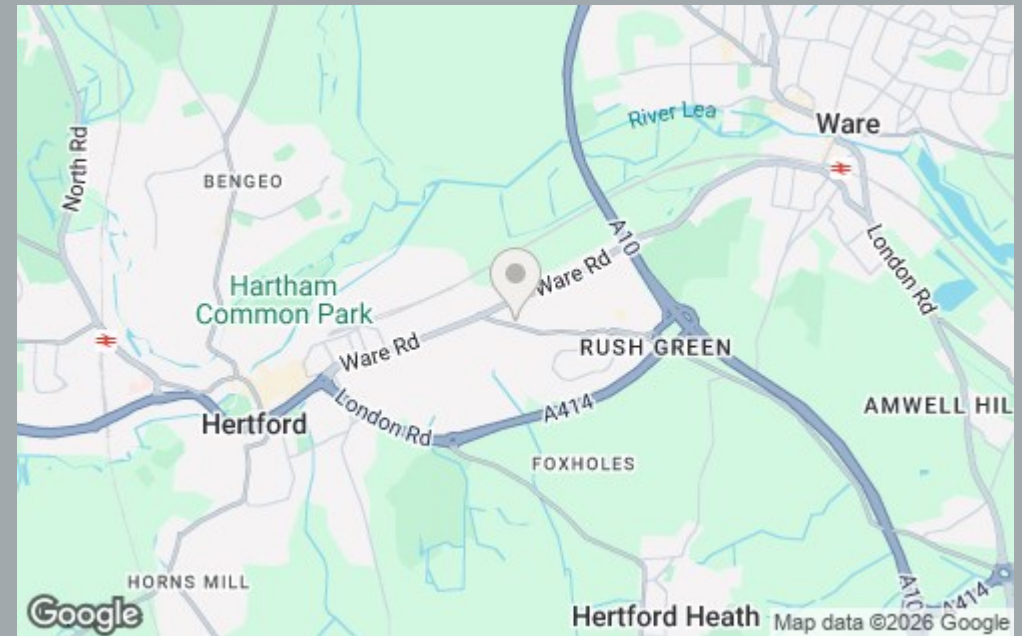 River Lea
Ware
North Rd
BENGEO
A10
London Rd
Hartham
Common Park
Ware Rd
Ware Rd
RUSH GREEN
AMWELL HIL
London Rd
A414
Hertford
FOXHOLES
HORNS MILL
A10
A414
Hertford Heath
Google
Map data ©2026 Google